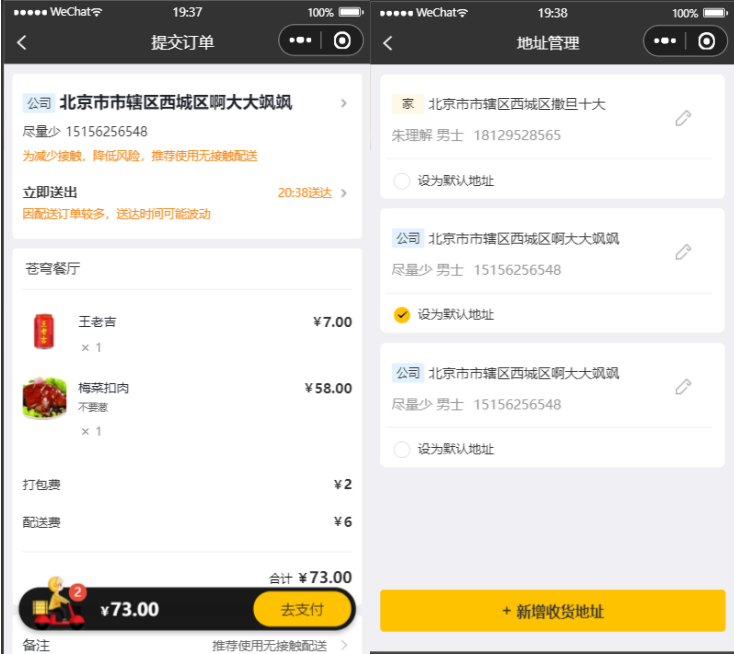 WeChat
19:37
100%
提交订单
公司 北京市市辖区西城区啊大大飒飒
尽量少 15156256548
为减少接触，降低风险，推荐使用无接触配送
立即送出
20:38送达
因配送订单较多，送达时间可能波动
苍穹餐厅
王老吉
¥7.00
× 1
梅菜扣肉
¥58.00
不要葱
× 1
打包费
¥2
配送费
¥6
合计 ¥73.00
2
¥73.00
去支付
备注
推荐使用无接触配送
WeChat
19:38
100%
地址管理
家 北京市市辖区西城区撒旦十大
朱理解 男士 18129528565
设为默认地址
公司 北京市市辖区西城区啊大大飒飒
尽量少 男士 15156256548
设为默认地址
公司 北京市市辖区西城区啊大大飒飒
尽量少 男士 15156256548
设为默认地址
+ 新增收货地址